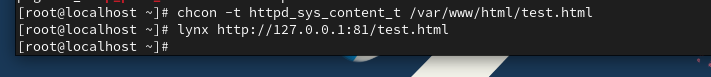 [root@localhost ~]# chcon -t httpd_sys_content_t /var/www/html/test.html
[root@localhost ~]# lynx http://127.0.0.1:81/test.html
[root@localhost ~]#